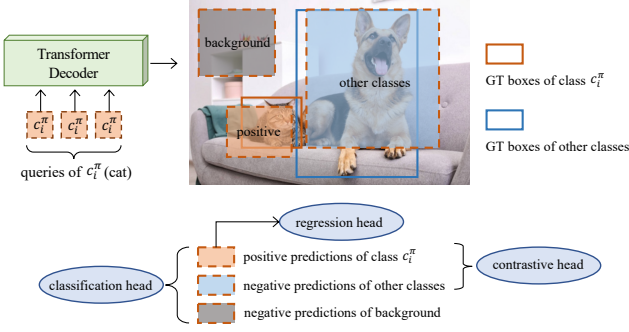 Transformer
Decoder
c_i^π c_i^π c_i^π
queries of c_i^π (cat)
background
other classes
positive
GT boxes of class c_i^π
GT boxes of other classes
regression head
positive predictions of class c_i^π
classification head
negative predictions of other classes
contrastive head
negative predictions of background